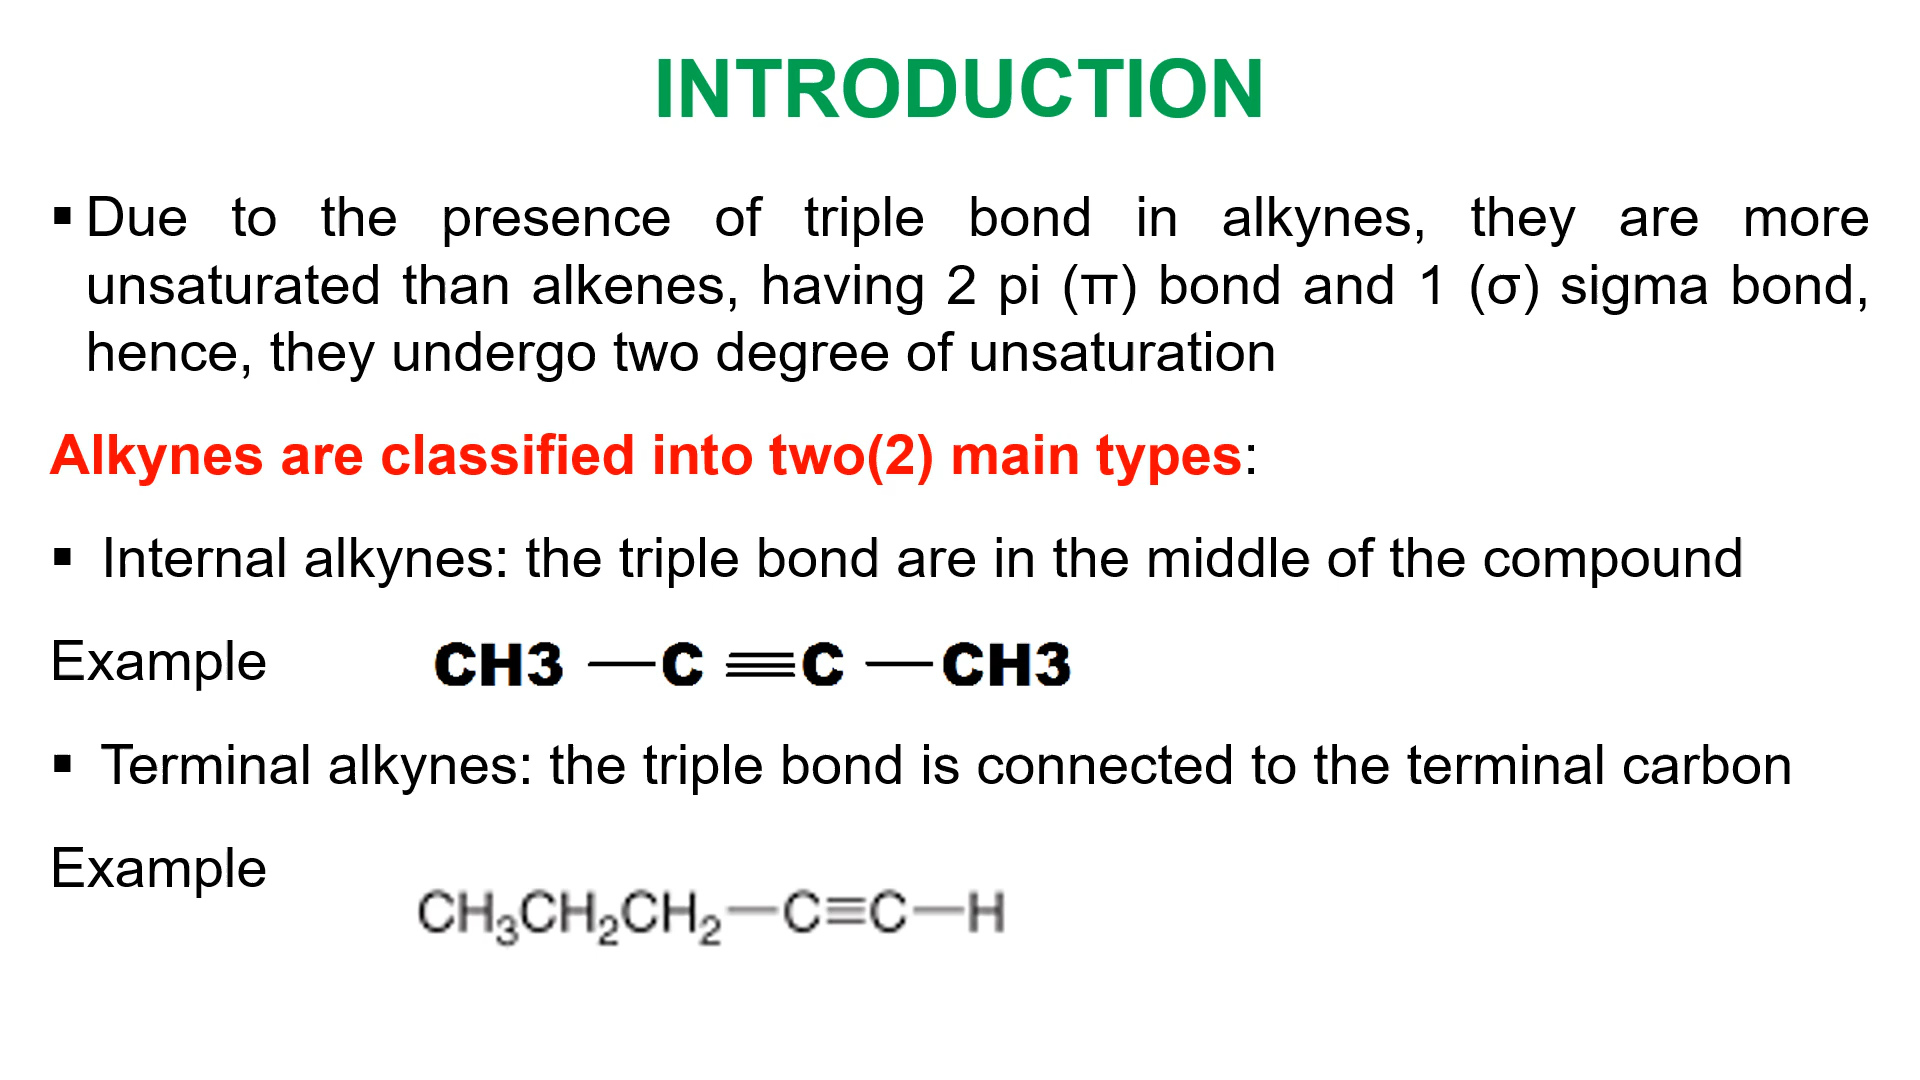 INTRODUCTION
▪ Due to the presence of triple bond in alkynes, they are more
unsaturated than alkenes, having 2 pi (π) bond and 1 (σ) sigma bond,
hence, they undergo two degree of unsaturation
Alkynes are classified into two(2) main types:
▪ Internal alkynes: the triple bond are in the middle of the compound
Example CH3 —C ≡C —CH3
▪ Terminal alkynes: the triple bond is connected to the terminal carbon
Example
CH₃CH₂CH₂—C≡C—H